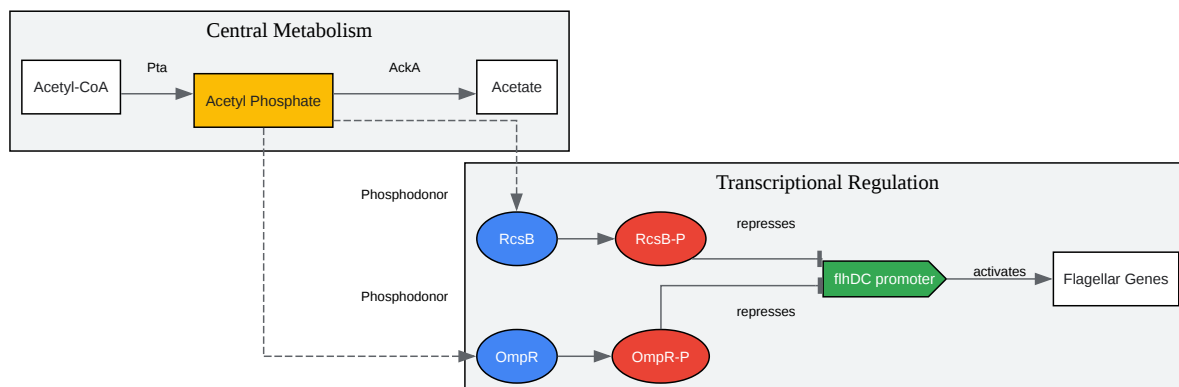 Central Metabolism
Pta
AckA
Acetyl-CoA
Acetyl Phosphate
Acetate
Transcriptional Regulation
Phosphodonor
represses
RcsB
RcsB-P
flhDC promoter
activates
Flagellar Genes
Phosphodonor
represses
OmpR
OmpR-P